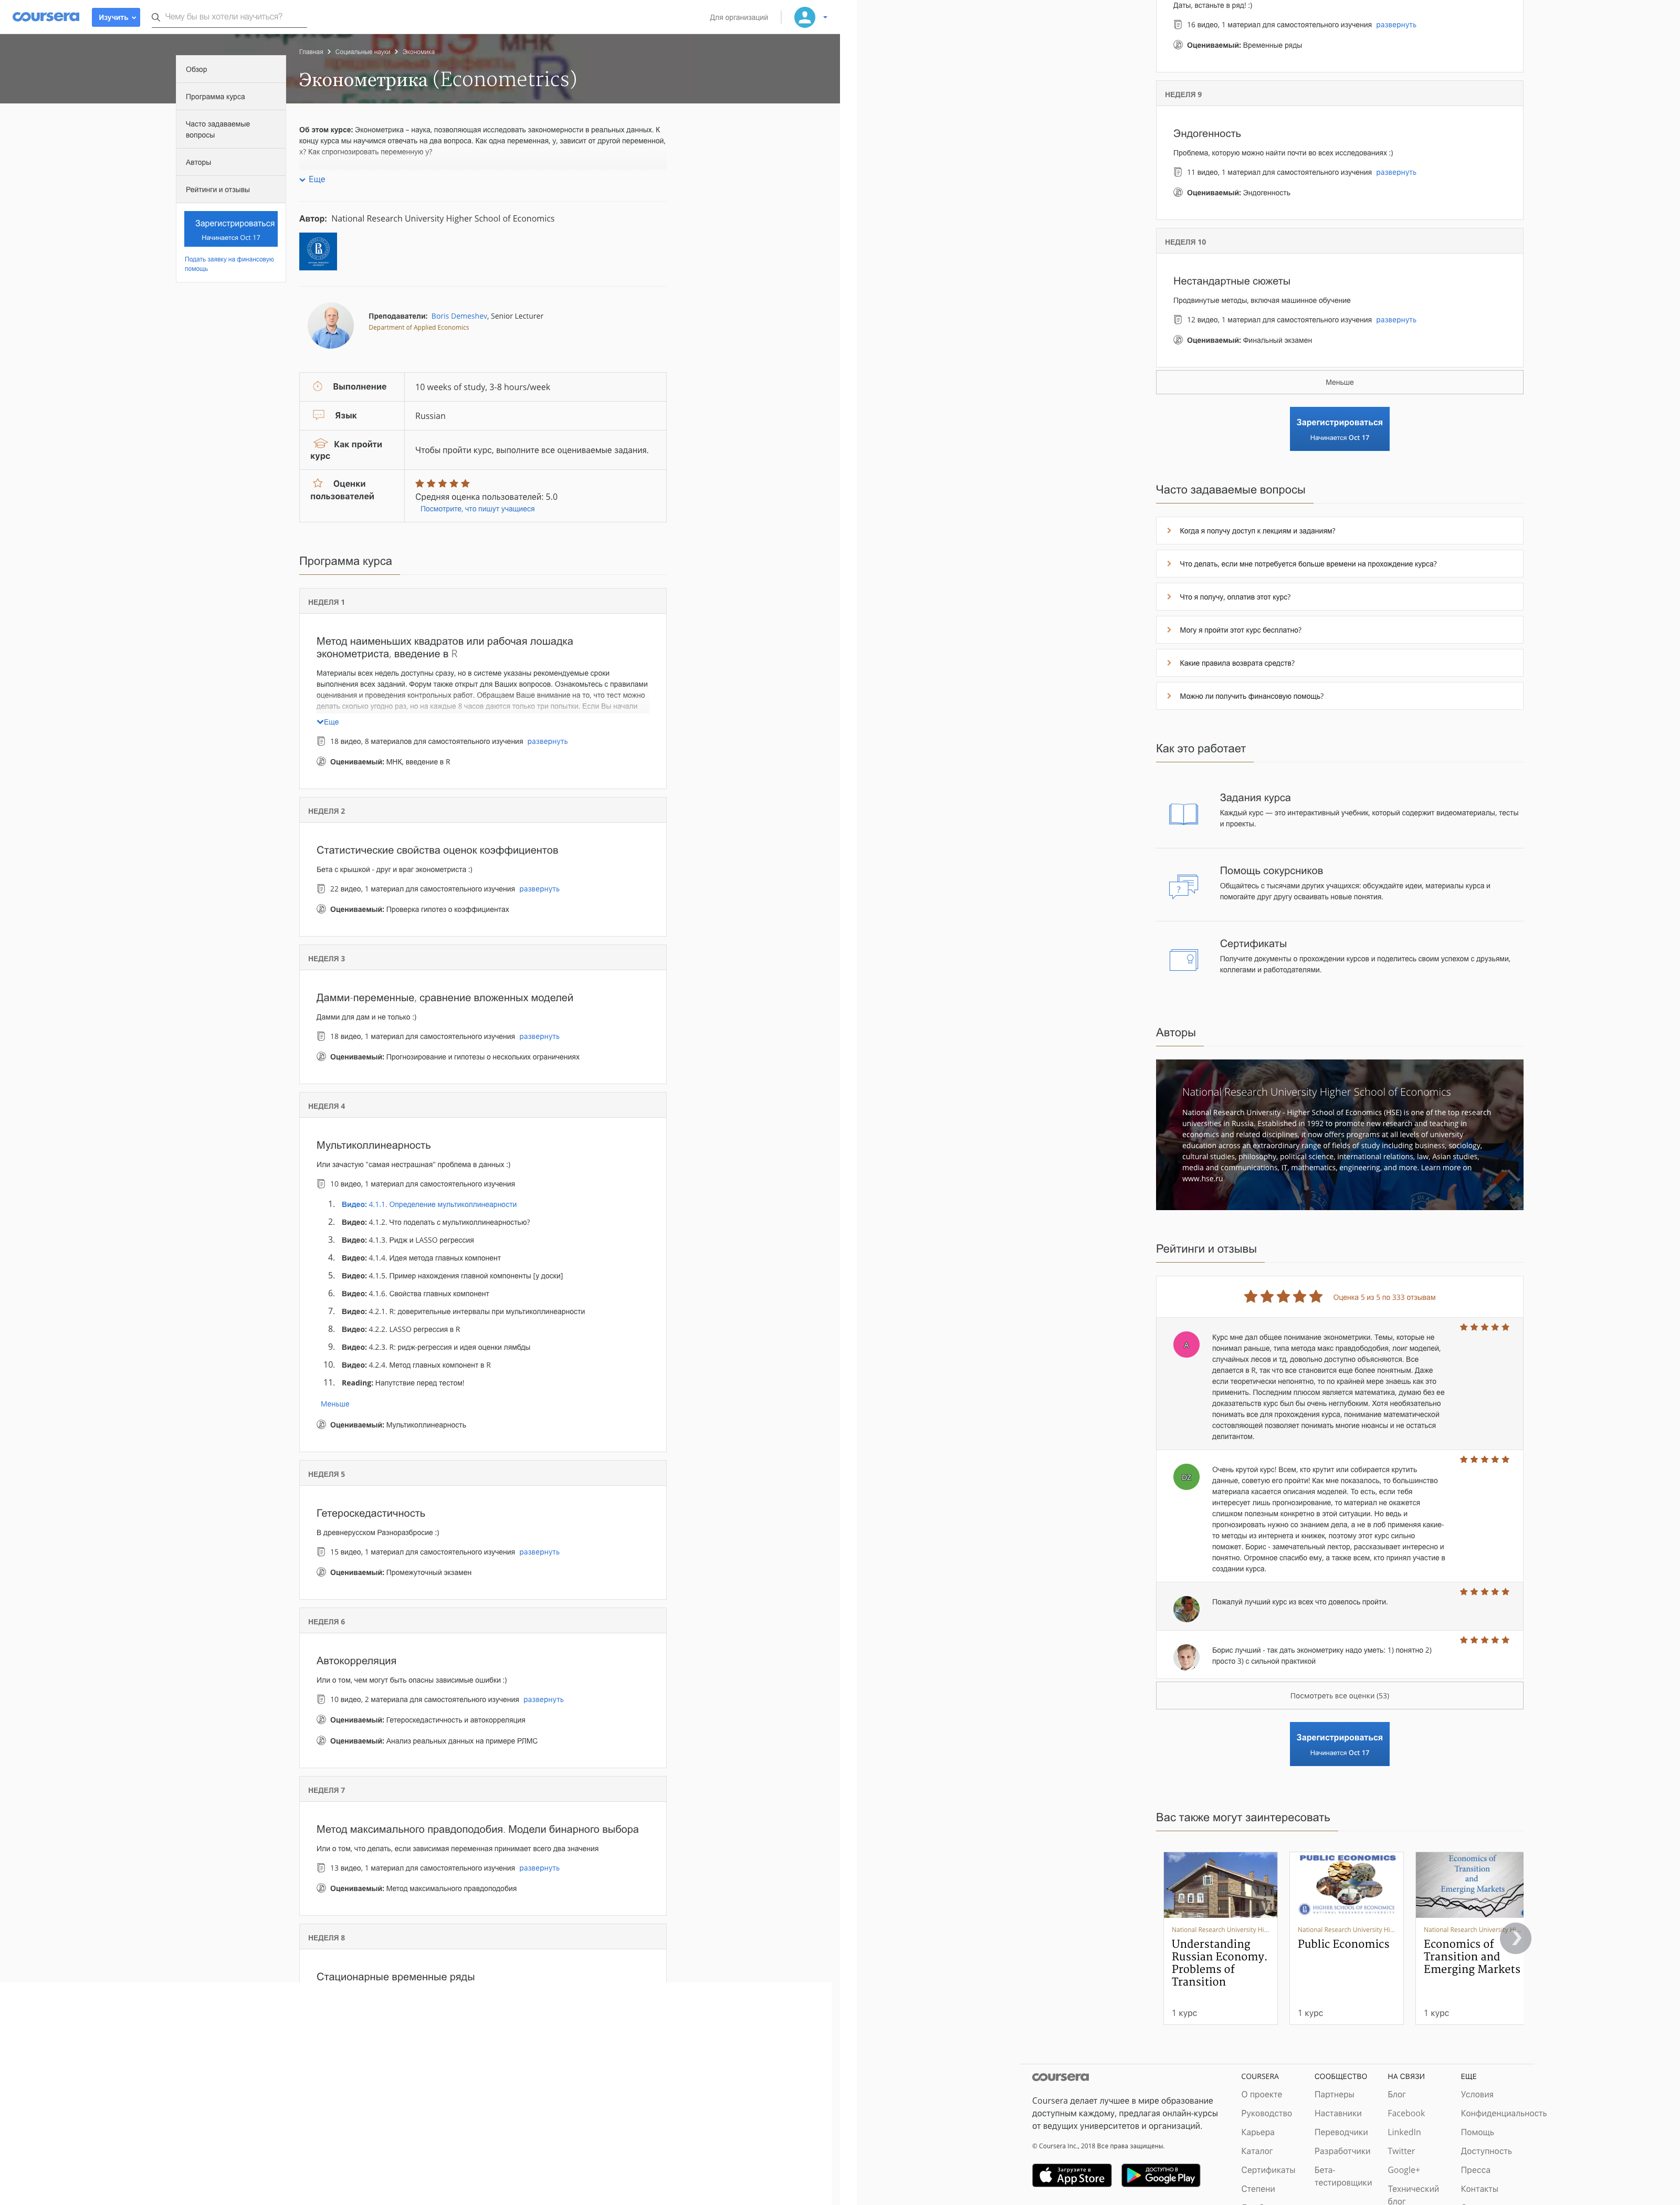 coursera
Изучить
Чему бы вы хотели научиться?
Для организаций
Главная
Социальные науки
Экономика
Эконометрика (Econometrics)
Обзор
Программа курса
Часто задаваемые
вопросы
Авторы
Рейтинги и отзывы
Зарегистрироваться
Начинается Oct 17
Подать заявку на финансовую
помощь
Об этом курсе: Эконометрика – наука, позволяющая исследовать закономерности в реальных данных. К
концу курса мы научимся отвечать на два вопроса. Как одна переменная, y, зависит от другой переменной,
x? Как спрогнозировать переменную y?
Еще
Автор: National Research University Higher School of Economics
Преподаватели: Boris Demeshev, Senior Lecturer
Department of Applied Economics
Выполнение
10 weeks of study, 3-8 hours/week
Язык
Russian
Как пройти
курс
Чтобы пройти курс, выполните все оцениваемые задания.
Оценки
пользователей
Средняя оценка пользователей: 5.0
Посмотрите, что пишут учащиеся
Программа курса
НЕДЕЛЯ 1
Метод наименьших квадратов или рабочая лошадка
эконометриста, введение в R
Материалы всех недель доступны сразу, но в системе указаны рекомендуемые сроки
выполнения всех заданий. Форум также открыт для Ваших вопросов. Ознакомьтесь с правилами
оценивания и проведения контрольных работ. Обращаем Ваше внимание на то, что тест можно
делать сколько угодно раз, но на каждые 8 часов даются только три попытки. Если Вы начали
Еще
18 видео, 8 материалов для самостоятельного изучения развернуть
Оцениваемый: МНК, введение в R
НЕДЕЛЯ 2
Статистические свойства оценок коэффициентов
Бета с крышкой - друг и враг эконометриста :)
22 видео, 1 материал для самостоятельного изучения развернуть
Оцениваемый: Проверка гипотез о коэффициентах
НЕДЕЛЯ 3
Дамми-переменные, сравнение вложенных моделей
Дамми для дам и не только :)
18 видео, 1 материал для самостоятельного изучения развернуть
Оцениваемый: Прогнозирование и гипотезы о нескольких ограничениях
НЕДЕЛЯ 4
Мультиколлинеарность
Или зачастую "самая нестрашная" проблема в данных :)
10 видео, 1 материал для самостоятельного изучения
1. Видео: 4.1.1. Определение мультиколлинеарности
2. Видео: 4.1.2. Что поделать с мультиколлинеарностью?
3. Видео: 4.1.3. Ридж и LASSO регрессия
4. Видео: 4.1.4. Идея метода главных компонент
5. Видео: 4.1.5. Пример нахождения главной компоненты [у доски]
6. Видео: 4.1.6. Свойства главных компонент
7. Видео: 4.2.1. R: доверительные интервалы при мультиколлинеарности
8. Видео: 4.2.2. LASSO регрессия в R
9. Видео: 4.2.3. R: ридж-регрессия и идея оценки лямбды
10. Видео: 4.2.4. Метод главных компонент в R
11. Reading: Напутствие перед тестом!
Меньше
Оцениваемый: Мультиколлинеарность
НЕДЕЛЯ 5
Гетероскедастичность
В древнерусском Разноразбросие :)
15 видео, 1 материал для самостоятельного изучения развернуть
Оцениваемый: Промежуточный экзамен
НЕДЕЛЯ 6
Автокорреляция
Или о том, чем могут быть опасны зависимые ошибки :)
10 видео, 2 материала для самостоятельного изучения развернуть
Оцениваемый: Гетероскедастичность и автокорреляция
Оцениваемый: Анализ реальных данных на примере РЛМС
НЕДЕЛЯ 7
Метод максимального правдоподобия. Модели бинарного выбора
Или о том, что делать, если зависимая переменная принимает всего два значения
13 видео, 1 материал для самостоятельного изучения развернуть
Оцениваемый: Метод максимального правдоподобия
НЕДЕЛЯ 8
Стационарные временные ряды
Даты, встаньте в ряд! :)
16 видео, 1 материал для самостоятельного изучения развернуть
Оцениваемый: Временные ряды
НЕДЕЛЯ 9
Эндогенность
Проблема, которую можно найти почти во всех исследованиях :)
11 видео, 1 материал для самостоятельного изучения развернуть
Оцениваемый: Эндогенность
НЕДЕЛЯ 10
Нестандартные сюжеты
Продвинутые методы, включая машинное обучение
12 видео, 1 материал для самостоятельного изучения развернуть
Оцениваемый: Финальный экзамен
Меньше
Зарегистрироваться
Начинается Oct 17
Часто задаваемые вопросы
Когда я получу доступ к лекциям и заданиям?
Что делать, если мне потребуется больше времени на прохождение курса?
Что я получу, оплатив этот курс?
Могу я пройти этот курс бесплатно?
Какие правила возврата средств?
Можно ли получить финансовую помощь?
Как это работает
Задания курса
Каждый курс — это интерактивный учебник, который содержит видеоматериалы, тесты
и проекты.
Помощь сокурсников
Общайтесь с тысячами других учащихся: обсуждайте идеи, материалы курса и
помогайте друг другу осваивать новые понятия.
Сертификаты
Получите документы о прохождении курсов и поделитесь своим успехом с друзьями,
коллегами и работодателями.
Авторы
National Research University Higher School of Economics
National Research University - Higher School of Economics (HSE) is one of the top research
universities in Russia. Established in 1992 to promote new research and teaching in
economics and related disciplines, it now offers programs at all levels of university
education across an extraordinary range of fields of study including business, sociology,
cultural studies, philosophy, political science, international relations, law, Asian studies,
media and communications, IT, mathematics, engineering, and more. Learn more on
www.hse.ru
Рейтинги и отзывы
Оценка 5 из 5 по 333 отзывам
A
Курс мне дал общее понимание эконометрики. Темы, которые не
понимал раньше, типа метода макс правдободобия, логит моделей,
случайных лесов и тд, довольно доступно объясняются. Все
делается в R, так что все становится еще более понятным. Даже
если теоретически непонятно, то по крайней мере знаешь как это
применить. Последним плюсом является математика, думаю без ее
доказательств курс был бы очень неглубоким. Хотя необязательно
понимать все для прохождения курса, понимание математической
состовляющей позволяет понимать многие нюансы и не остаться
делитантом.
DZ
Очень крутой курс! Всем, кто крутит или собирается крутить
данные, советую его пройти! Как мне показалось, то большинство
материала касается описания моделей. То есть, если тебя
интересует лишь прогнозирование, то материал не окажется
слишком полезным конкретно в этой ситуации. Но ведь и
прогнозировать нужно со знанием дела, а не в лоб применяя какие-
то методы из интернета и книжек, поэтому этот курс сильно
поможет. Борис - замечательный лектор, рассказывает интересно и
понятно. Огромное спасибо ему, а также всем, кто принял участие в
создании курса.
Пожалуй лучший курс из всех что довелось пройти.
Борис лучший - так дать эконометрику надо уметь: 1) понятно 2)
просто 3) с сильной практикой
Посмотреть все оценки (53)
Зарегистрироваться
Начинается Oct 17
Вас также могут заинтересовать
National Research University Hi...
Understanding
Russian Economy.
Problems of
Transition
1 курс
PUBLIC ECONOMICS
HIGHER SCHOOL OF ECONOMICS
NATIONAL RESEARCH UNIVERSITY
National Research University Hi...
Public Economics
1 курс
Economics of
Transition
and
Emerging Markets
National Research University Hi...
Economics of
Transition and
Emerging Markets
1 курс
coursera
Coursera делает лучшее в мире образование
доступным каждому, предлагая онлайн-курсы
от ведущих университетов и организаций.
© Coursera Inc., 2018 Все права защищены.
Загрузите в
App Store
ДОСТУПНО В
Google Play
COURSERA
О проекте
Руководство
Карьера
Каталог
Сертификаты
Степени
СООБЩЕСТВО
Партнеры
Наставники
Переводчики
Разработчики
Бета-
тестировщики
НА СВЯЗИ
Блог
Facebook
LinkedIn
Twitter
Google+
Технический
блог
ЕЩЕ
Условия
Конфиденциальность
Помощь
Доступность
Пресса
Контакты